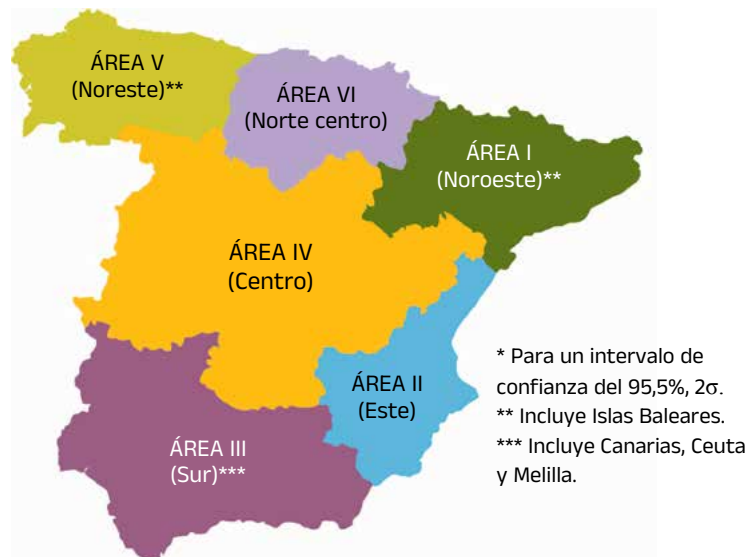 ÁREA V
(Noreste)**
ÁREA VI
(Norte centro)
ÁREA I
(Noroeste)**
ÁREA IV
(Centro)
ÁREA II
(Este)
ÁREA III
(Sur)***
* Para un intervalo de
confianza del 95,5%, 2σ.
** Incluye Islas Baleares.
*** Incluye Canarias, Ceuta
y Melilla.